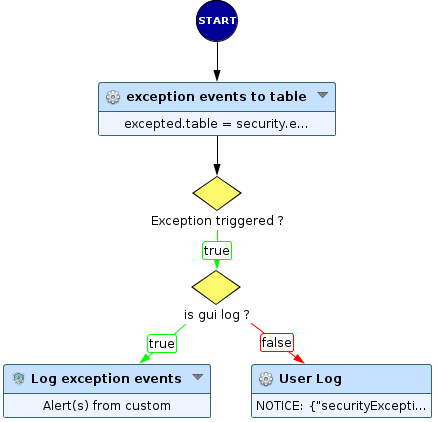 START
exception events to table
excepted.table = security.e...
Exception triggered ?
true
is gui log ?
true
false
Log exception events
Alert(s) from custom
User Log
NOTICE: {"securityExcepti...